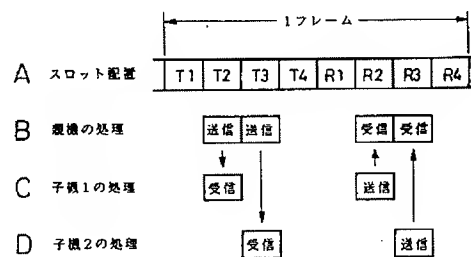 1フレーム
A スロット配置 T1 T2 T3 T4 R1 R2 R3 R4
B 親機の処理 送信 送信 受信 受信
C 子機1の処理 受信 送信
D 子機2の処理 受信 送信